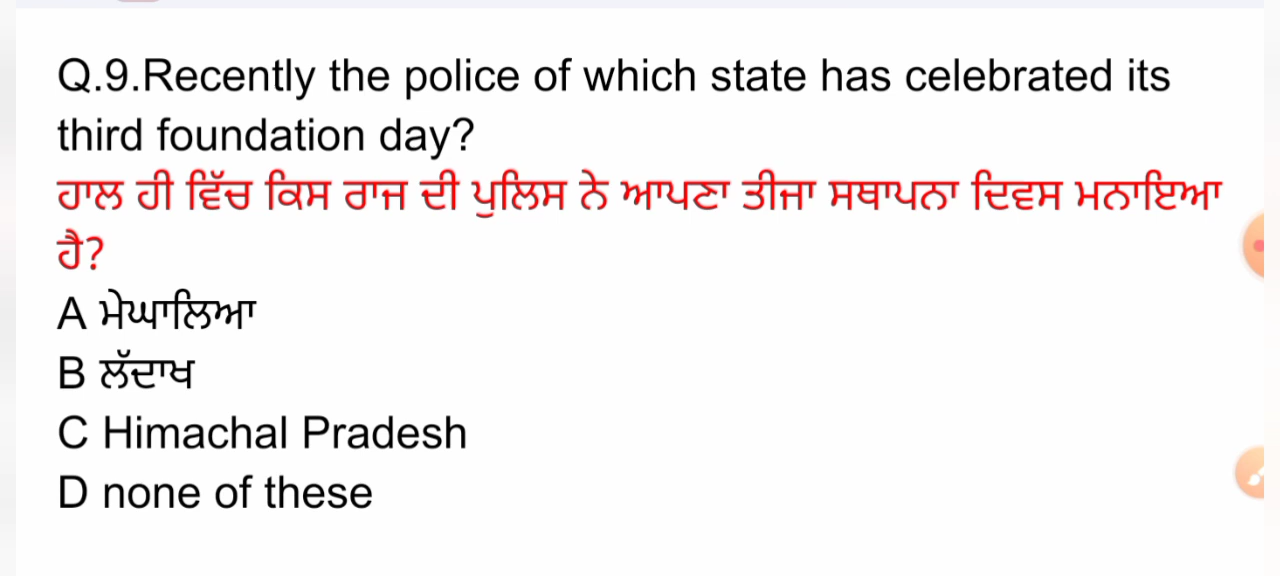 Q.9.Recently the police of which state has celebrated its
third foundation day?
ਹਾਲ ਹੀ ਵਿੱਚ ਕਿਸ ਰਾਜ ਦੀ ਪੁਲਿਸ ਨੇ ਆਪਣਾ ਤੀਜਾ ਸਥਾਪਨਾ ਦਿਵਸ ਮਨਾਇਆ
ਹੈ?
A ਮੇਘਾਲਿਆ
B ਲੱਦਾਖ
C Himachal Pradesh
D none of these